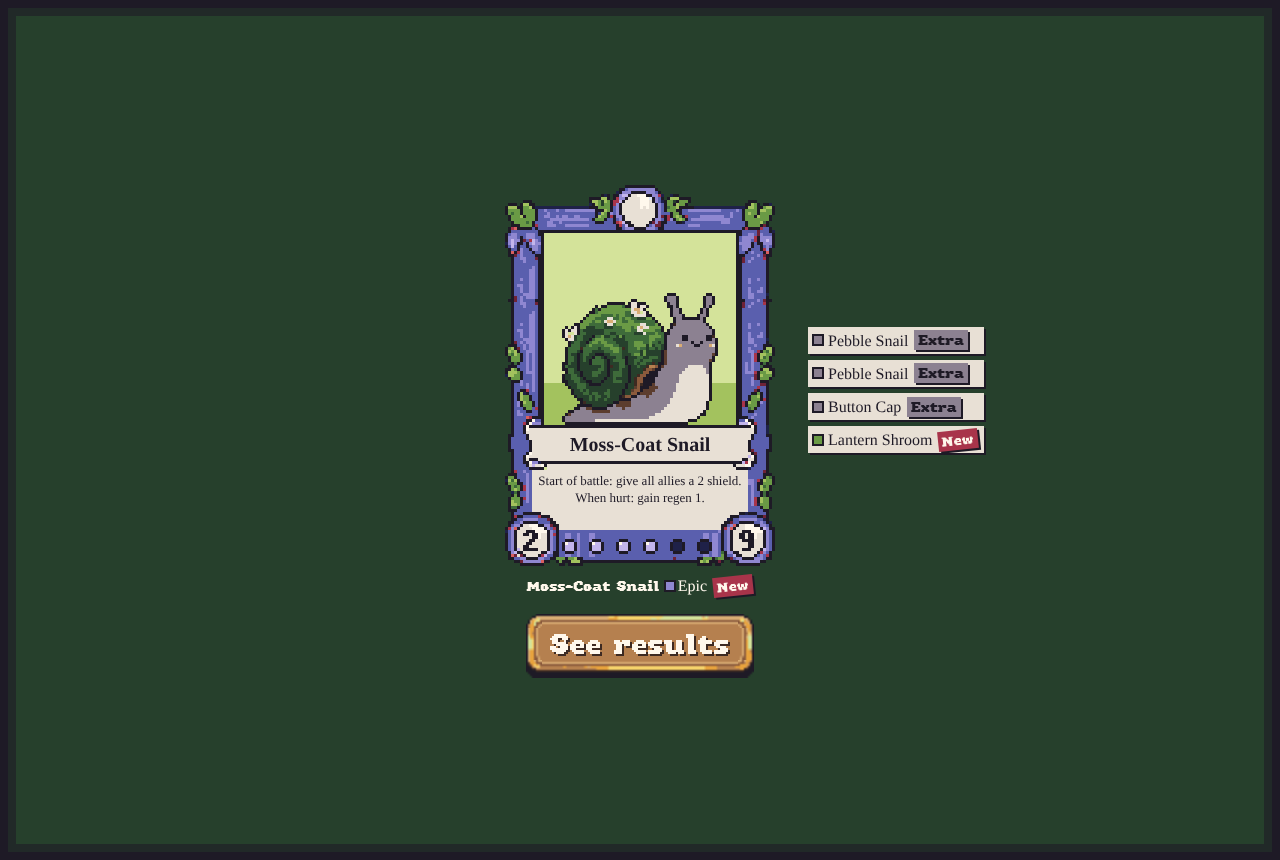 Moss-Coat Snail
Start of battle: give all allies a 2 shield.
When hurt: gain regen 1.
2
9
Moss-Coat Snail Epic New
See results
Pebble Snail Extra
Pebble Snail Extra
Button Cap Extra
Lantern Shroom New